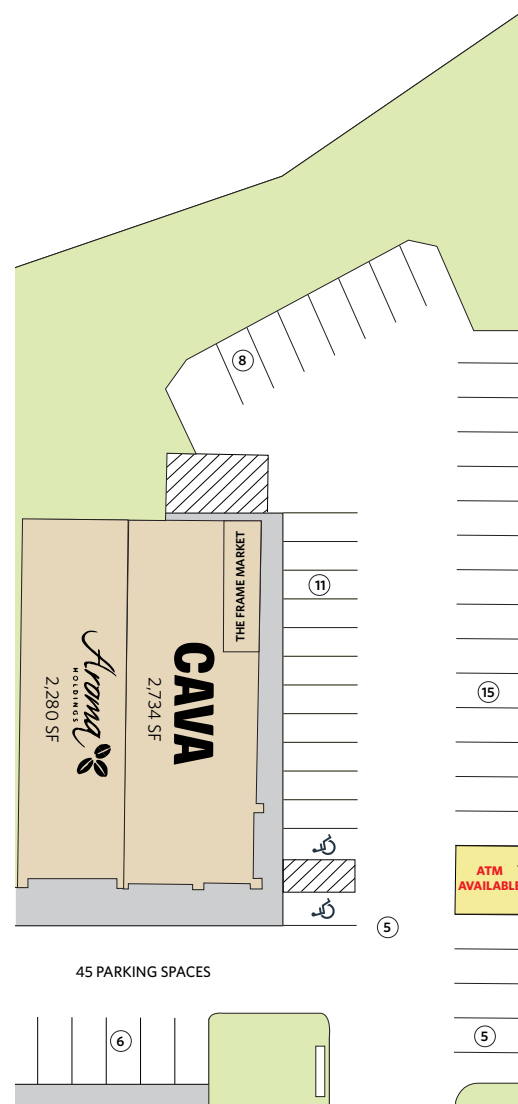 8
THE FRAME MARKET
11
CAVA
2,734 SF
Aroma
HOLDINGS
2,280 SF
15
ATM
AVAILABLE
5
45 PARKING SPACES
6
5